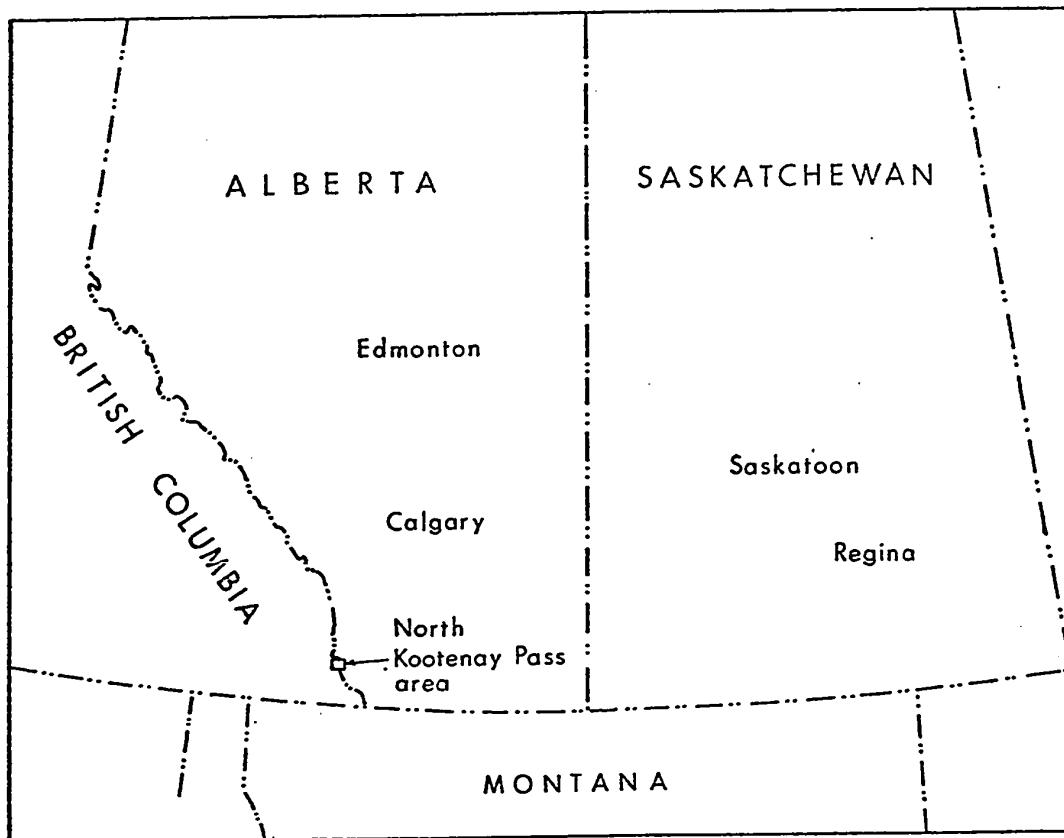 ALBERTA
SASKATCHEWAN
Edmonton
BRITISH COLUMBIA
Saskatoon
Calgary
Regina
North
Kootenay Pass
area
MONTANA